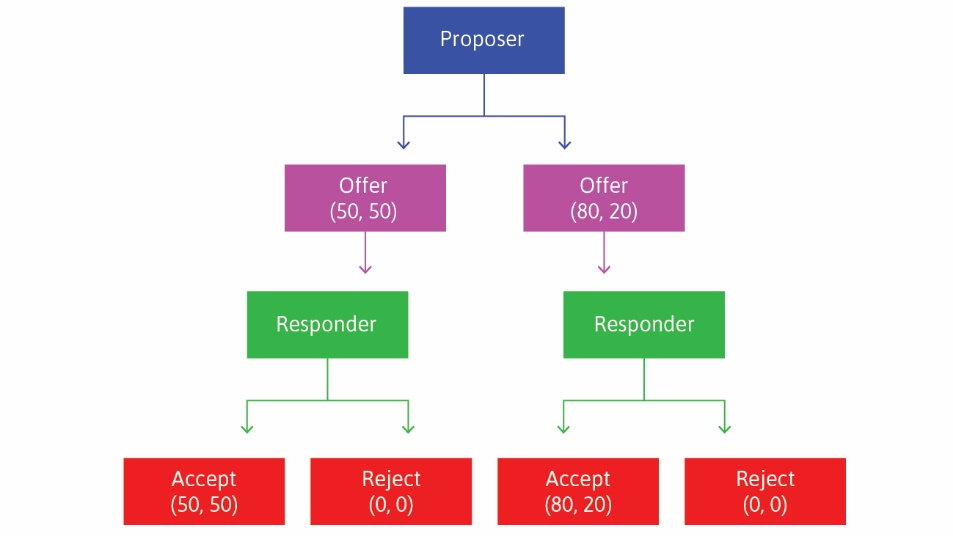 Proposer
Offer
(50, 50)
Offer
(80, 20)
Responder
Responder
Accept
(50, 50)
Reject
(0, 0)
Accept
(80, 20)
Reject
(0, 0)